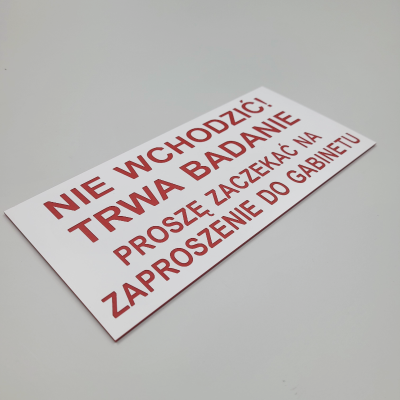 NIE WCHODZIĆ!
TRWA BADANIE
PROSZĘ ZACZEKAĆ NA
ZAPROSZENIE DO GABINETU